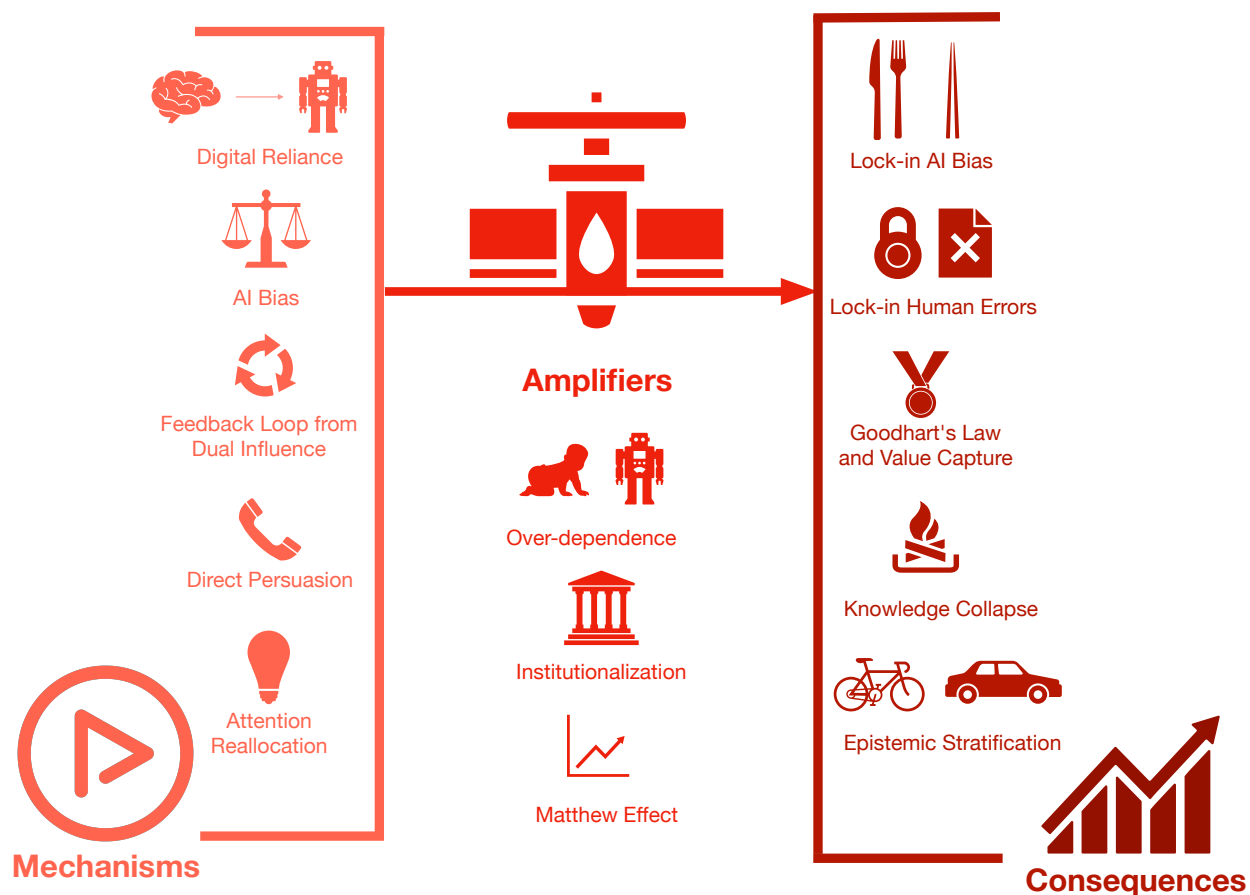 Digital Reliance
AI Bias
Feedback Loop from
Dual Influence
Direct Persuasion
Attention
Reallocation
Mechanisms
Amplifiers
Over-dependence
Institutionalization
Matthew Effect
Lock-in AI Bias
Lock-in Human Errors
Goodhart's Law
and Value Capture
Knowledge Collapse
Epistemic Stratification
Consequences